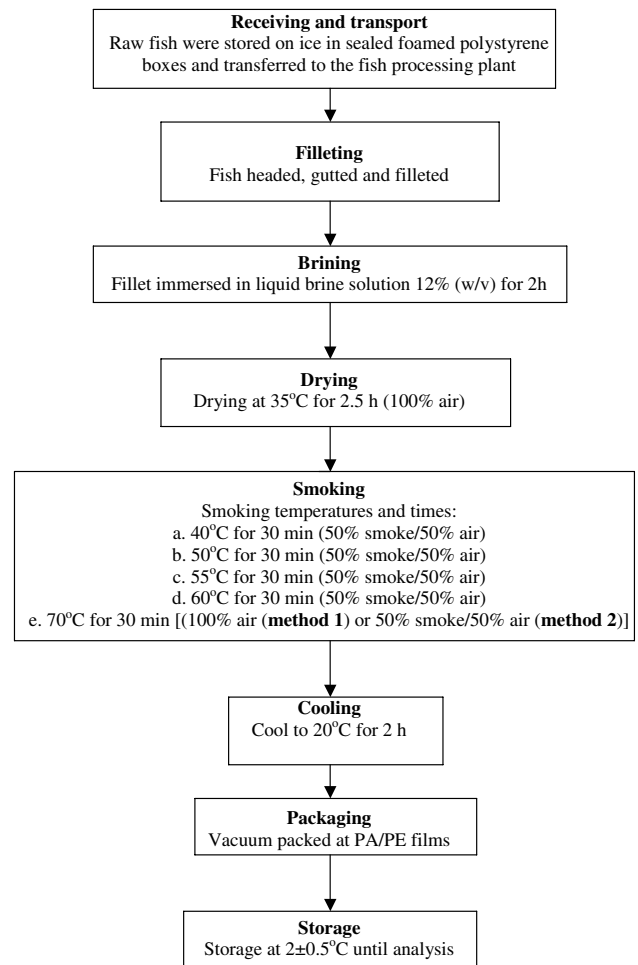 Receiving and transport
Raw fish were stored on ice in sealed foamed polystyrene
boxes and transferred to the fish processing plant
Filleting
Fish headed, gutted and filleted
Brining
Fillet immersed in liquid brine solution 12% (w/v) for 2h
Drying
Drying at 35°C for 2.5 h (100% air)
Smoking
Smoking temperatures and times:
a. 40°C for 30 min (50% smoke/50% air)
b. 50°C for 30 min (50% smoke/50% air)
c. 55°C for 30 min (50% smoke/50% air)
d. 60°C for 30 min (50% smoke/50% air)
e. 70°C for 30 min [(100% air (method 1) or 50% smoke/50% air (method 2)]
Cooling
Cool to 20°C for 2 h
Packaging
Vacuum packed at PA/PE films
Storage
Storage at 2±0.5°C until analysis